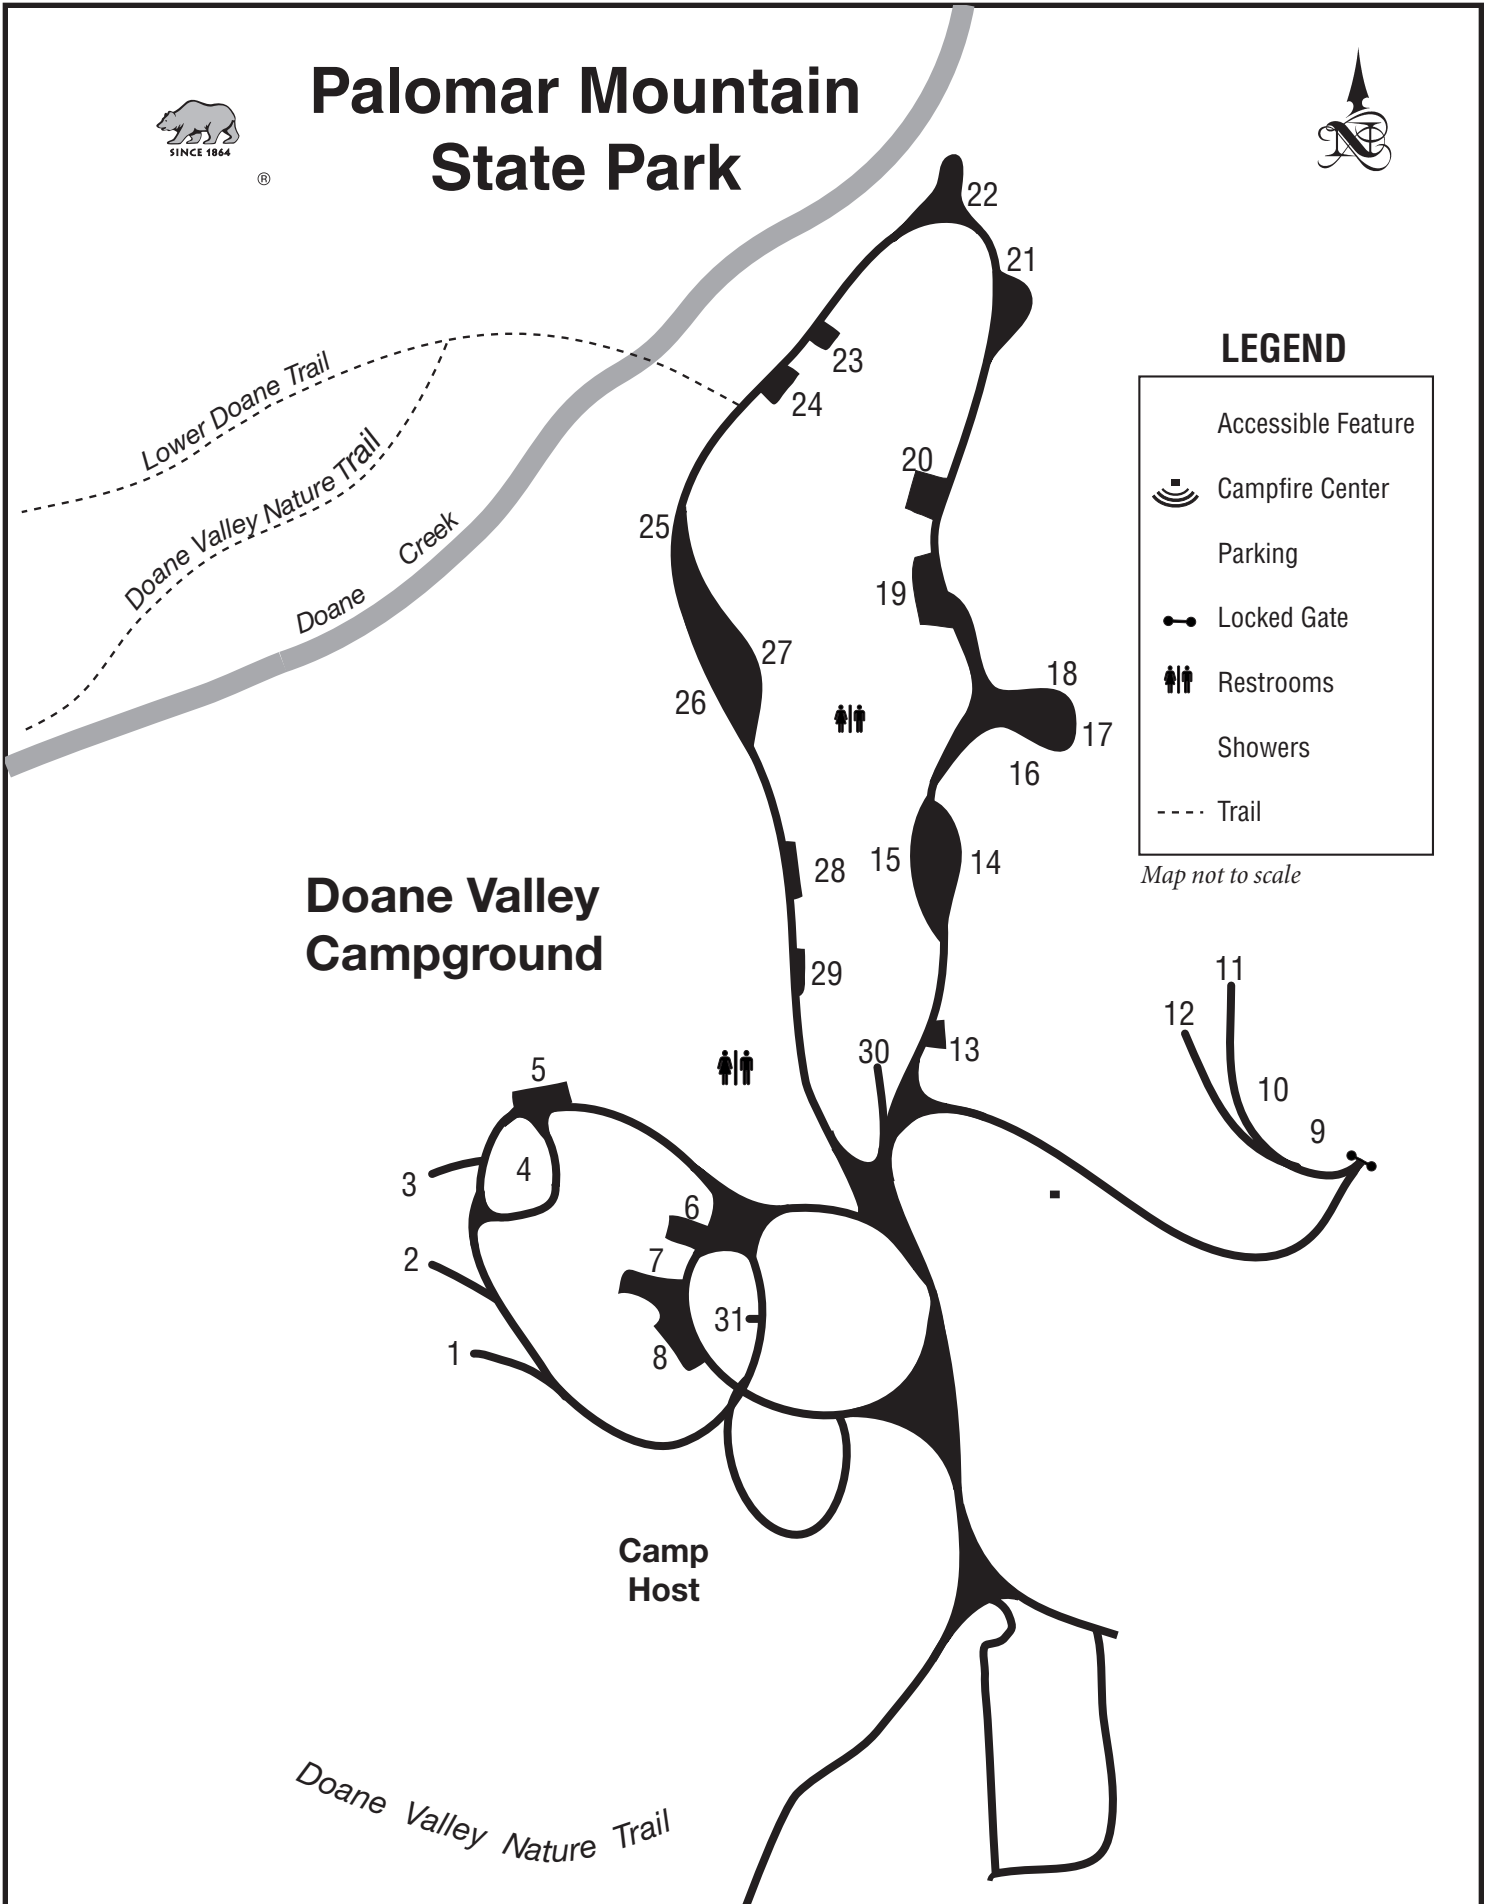 Palomar Mountain
State Park
SINCE 1864
®
N
22
21
23
24
20
LEGEND
Accessible Feature
Campfire Center
Parking
Locked Gate
Restrooms
Showers
Trail
Map not to scale
Lower Doane Trail
Doane Valley Nature Trail
Doane Creek
25
19
27
26
18
17
16
28
15
14
29
Doane Valley
Campground
11
12
10
9
30
13
5
4
3
6
2
7
31
1
8
Camp
Host
Doane Valley Nature Trail